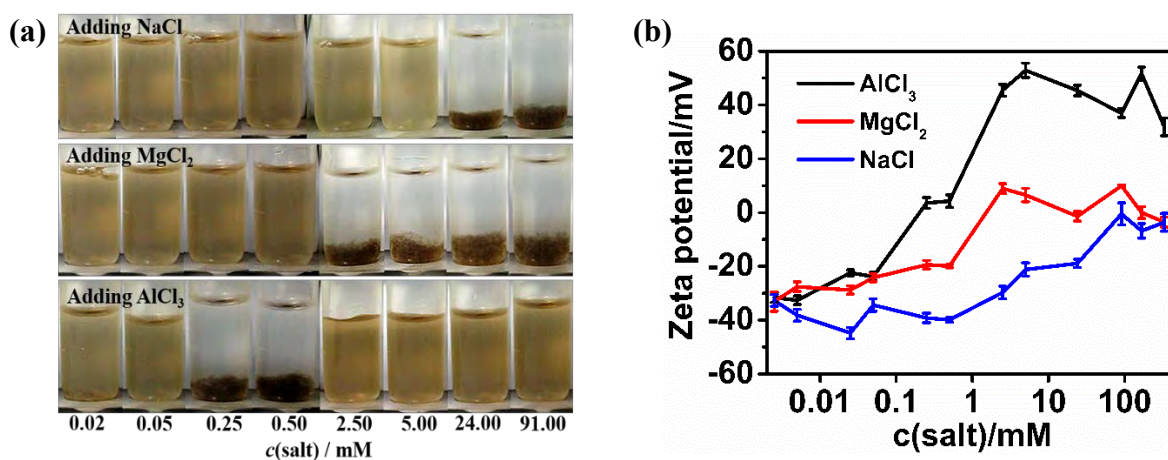 (a)
Adding NaCl
Adding MgCl2
Adding AlCl3
0.02 0.05 0.25 0.50 2.50 5.00 24.00 91.00
c(salt) / mM
(b)
60
40
20
0
-20
-40
-60
Zeta potential/mV
AlCl3
MgCl2
NaCl
0.01 0.1 1 10 100
c(salt)/mM